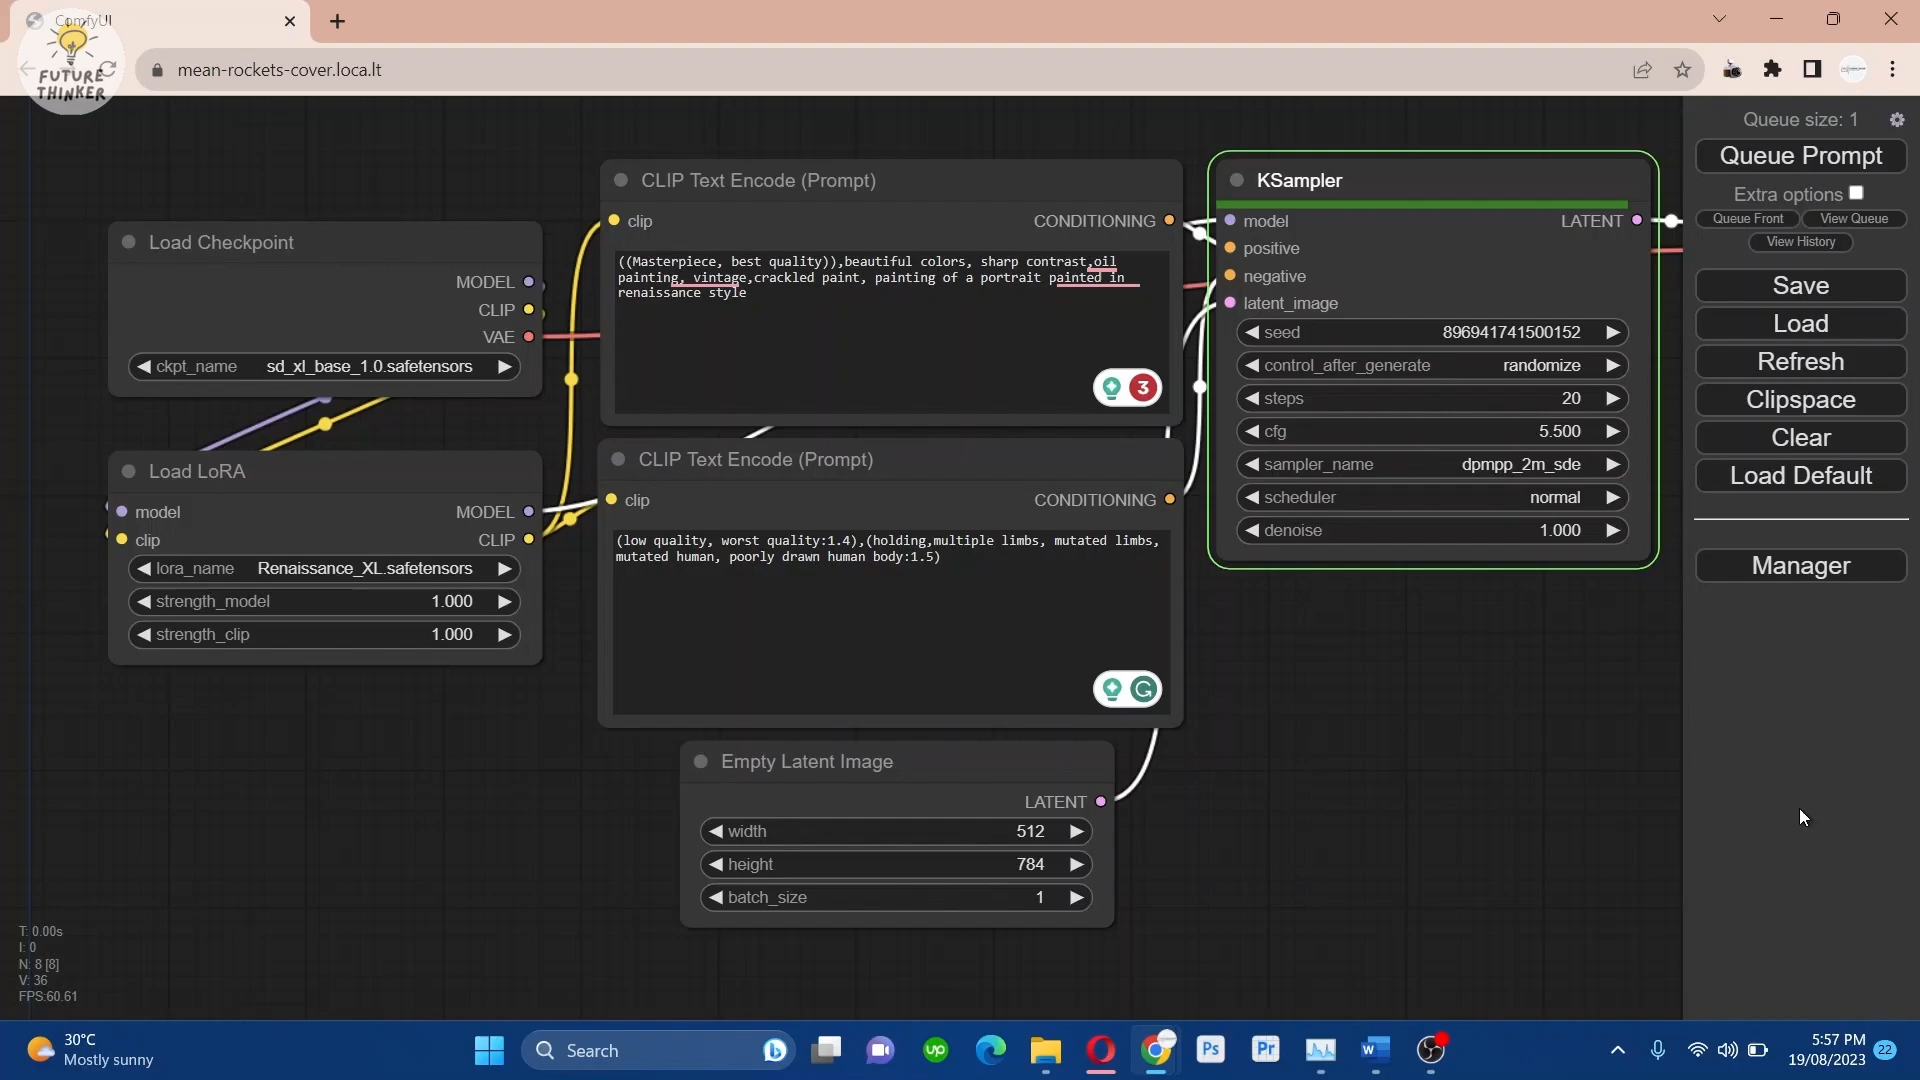 ComfyUI
FUTURE
THINKER
mean-rockets-cover.loca.lt
Queue size: 1
Queue Prompt
Extra options
Queue Front
View Queue
View History
Save
Load
Refresh
Clipspace
Clear
Load Default
Manager
Load Checkpoint
MODEL
CLIP
VAE
ckpt_name sd_xl_base_1.0.safetensors
Load LoRA
model MODEL
clip CLIP
lora_name Renaissance_XL.safetensors
strength_model 1.000
strength_clip 1.000
CLIP Text Encode (Prompt)
clip CONDITIONING
((Masterpiece, best quality)),beautiful colors, sharp contrast,oil
painting, vintage,crackled paint, painting of a portrait painted in
renaissance style
3
CLIP Text Encode (Prompt)
clip CONDITIONING
(low quality, worst quality:1.4),(holding,multiple limbs, mutated limbs,
mutated human, poorly drawn human body:1.5)
Empty Latent Image
LATENT
width 512
height 784
batch_size 1
KSampler
model LATENT
positive
negative
latent_image
seed 896941741500152
control_after_generate randomize
steps 20
cfg 5.500
sampler_name dpmpp_2m_sde
scheduler normal
denoise 1.000
T: 0.00s
I: 0
N: 8 [8]
V: 36
FPS:60.61
30°C
Mostly sunny
Search
up
Ps
Pr
W
5:57 PM
19/08/2023
22